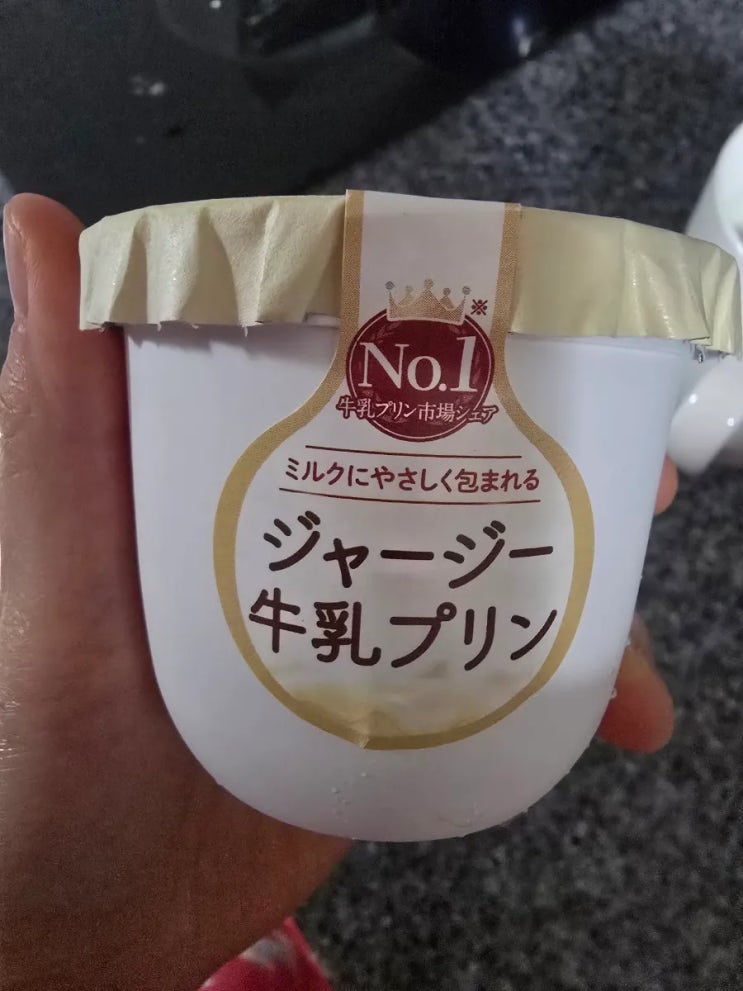 ※
No.1
牛乳プリン市場シェア
ミルクにやさしく包まれる
ジャージー
牛乳プリン